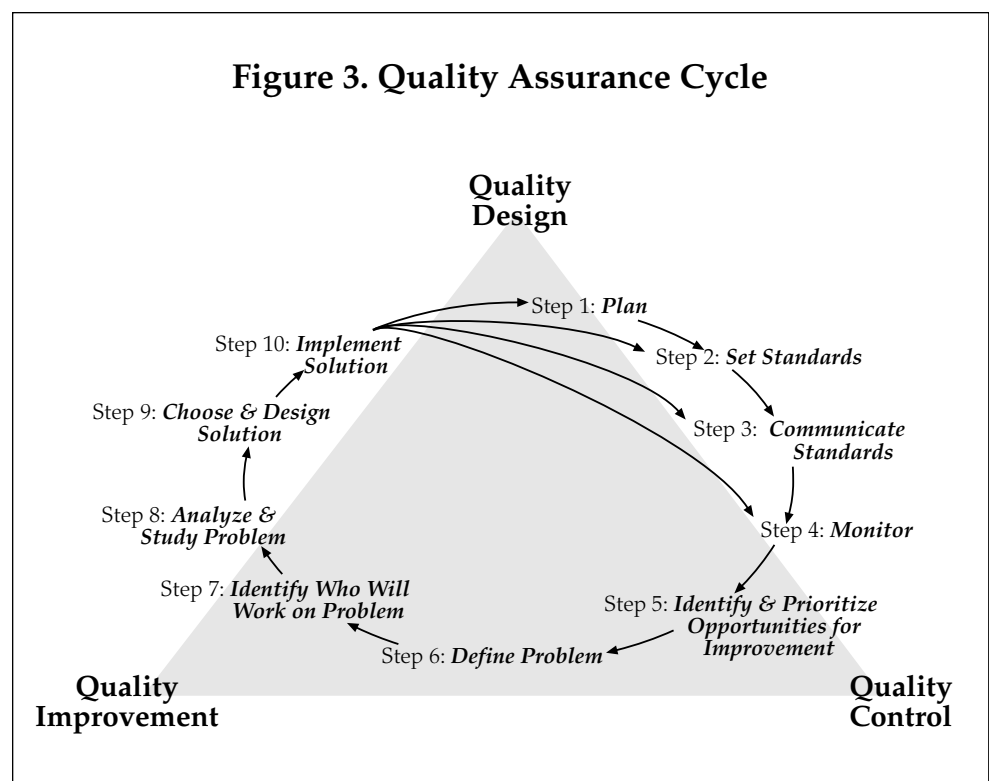 Figure 3. Quality Assurance Cycle
Quality
Design
Step 1: Plan
Step 2: Set Standards
Step 3: Communicate
Standards
Step 4: Monitor
Step 5: Identify & Prioritize
Opportunities for
Improvement
Step 6: Define Problem
Step 7: Identify Who Will
Work on Problem
Step 8: Analyze &
Study Problem
Step 9: Choose & Design
Solution
Step 10: Implement
Solution
Quality
Improvement
Quality
Control